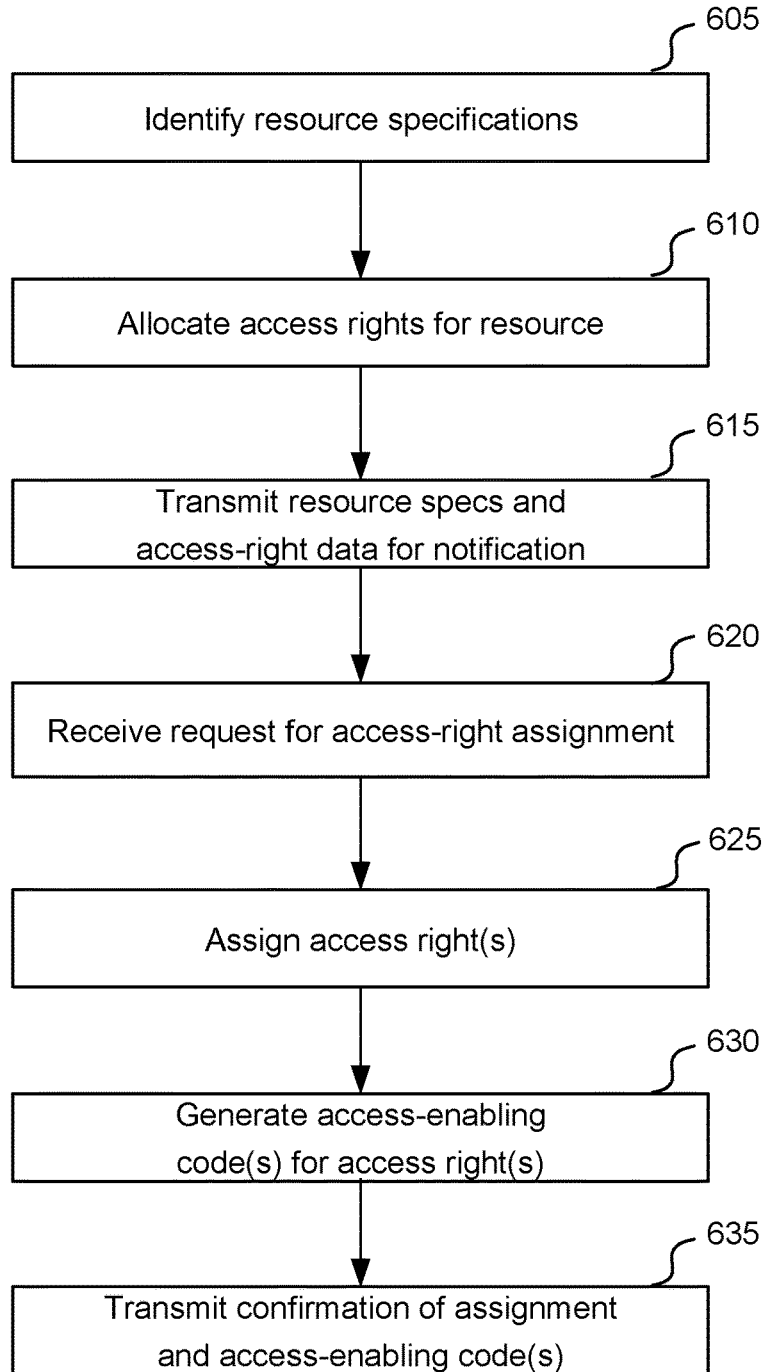 605
Identify resource specifications
610
Allocate access rights for resource
615
Transmit resource specs and
access-right data for notification
620
Receive request for access-right assignment
625
Assign access right(s)
630
Generate access-enabling
code(s) for access right(s)
635
Transmit confirmation of assignment
and access-enabling code(s)